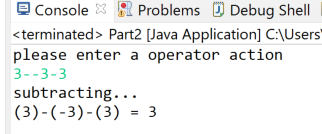 Console Problems Debug Shell
<terminated> Part2 [Java Application] C:\Users\
please enter a operator action
3--3-3
subtracting...
(3)-(-3)-(3) = 3